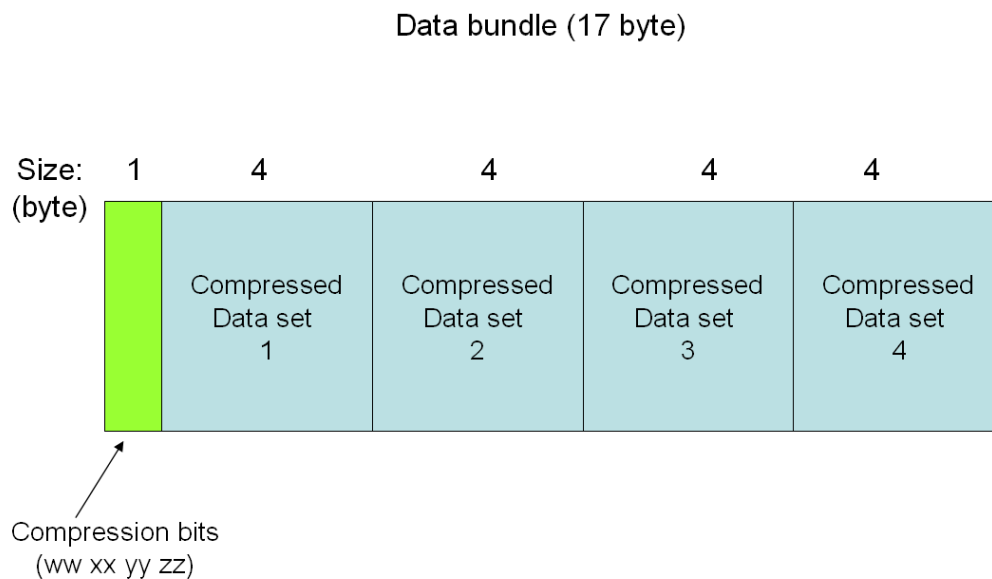 Data bundle (17 byte)
Size: 1 4 4 4 4
(byte)
Compressed Data set 1
Compressed Data set 2
Compressed Data set 3
Compressed Data set 4
Compression bits
(ww xx yy zz)